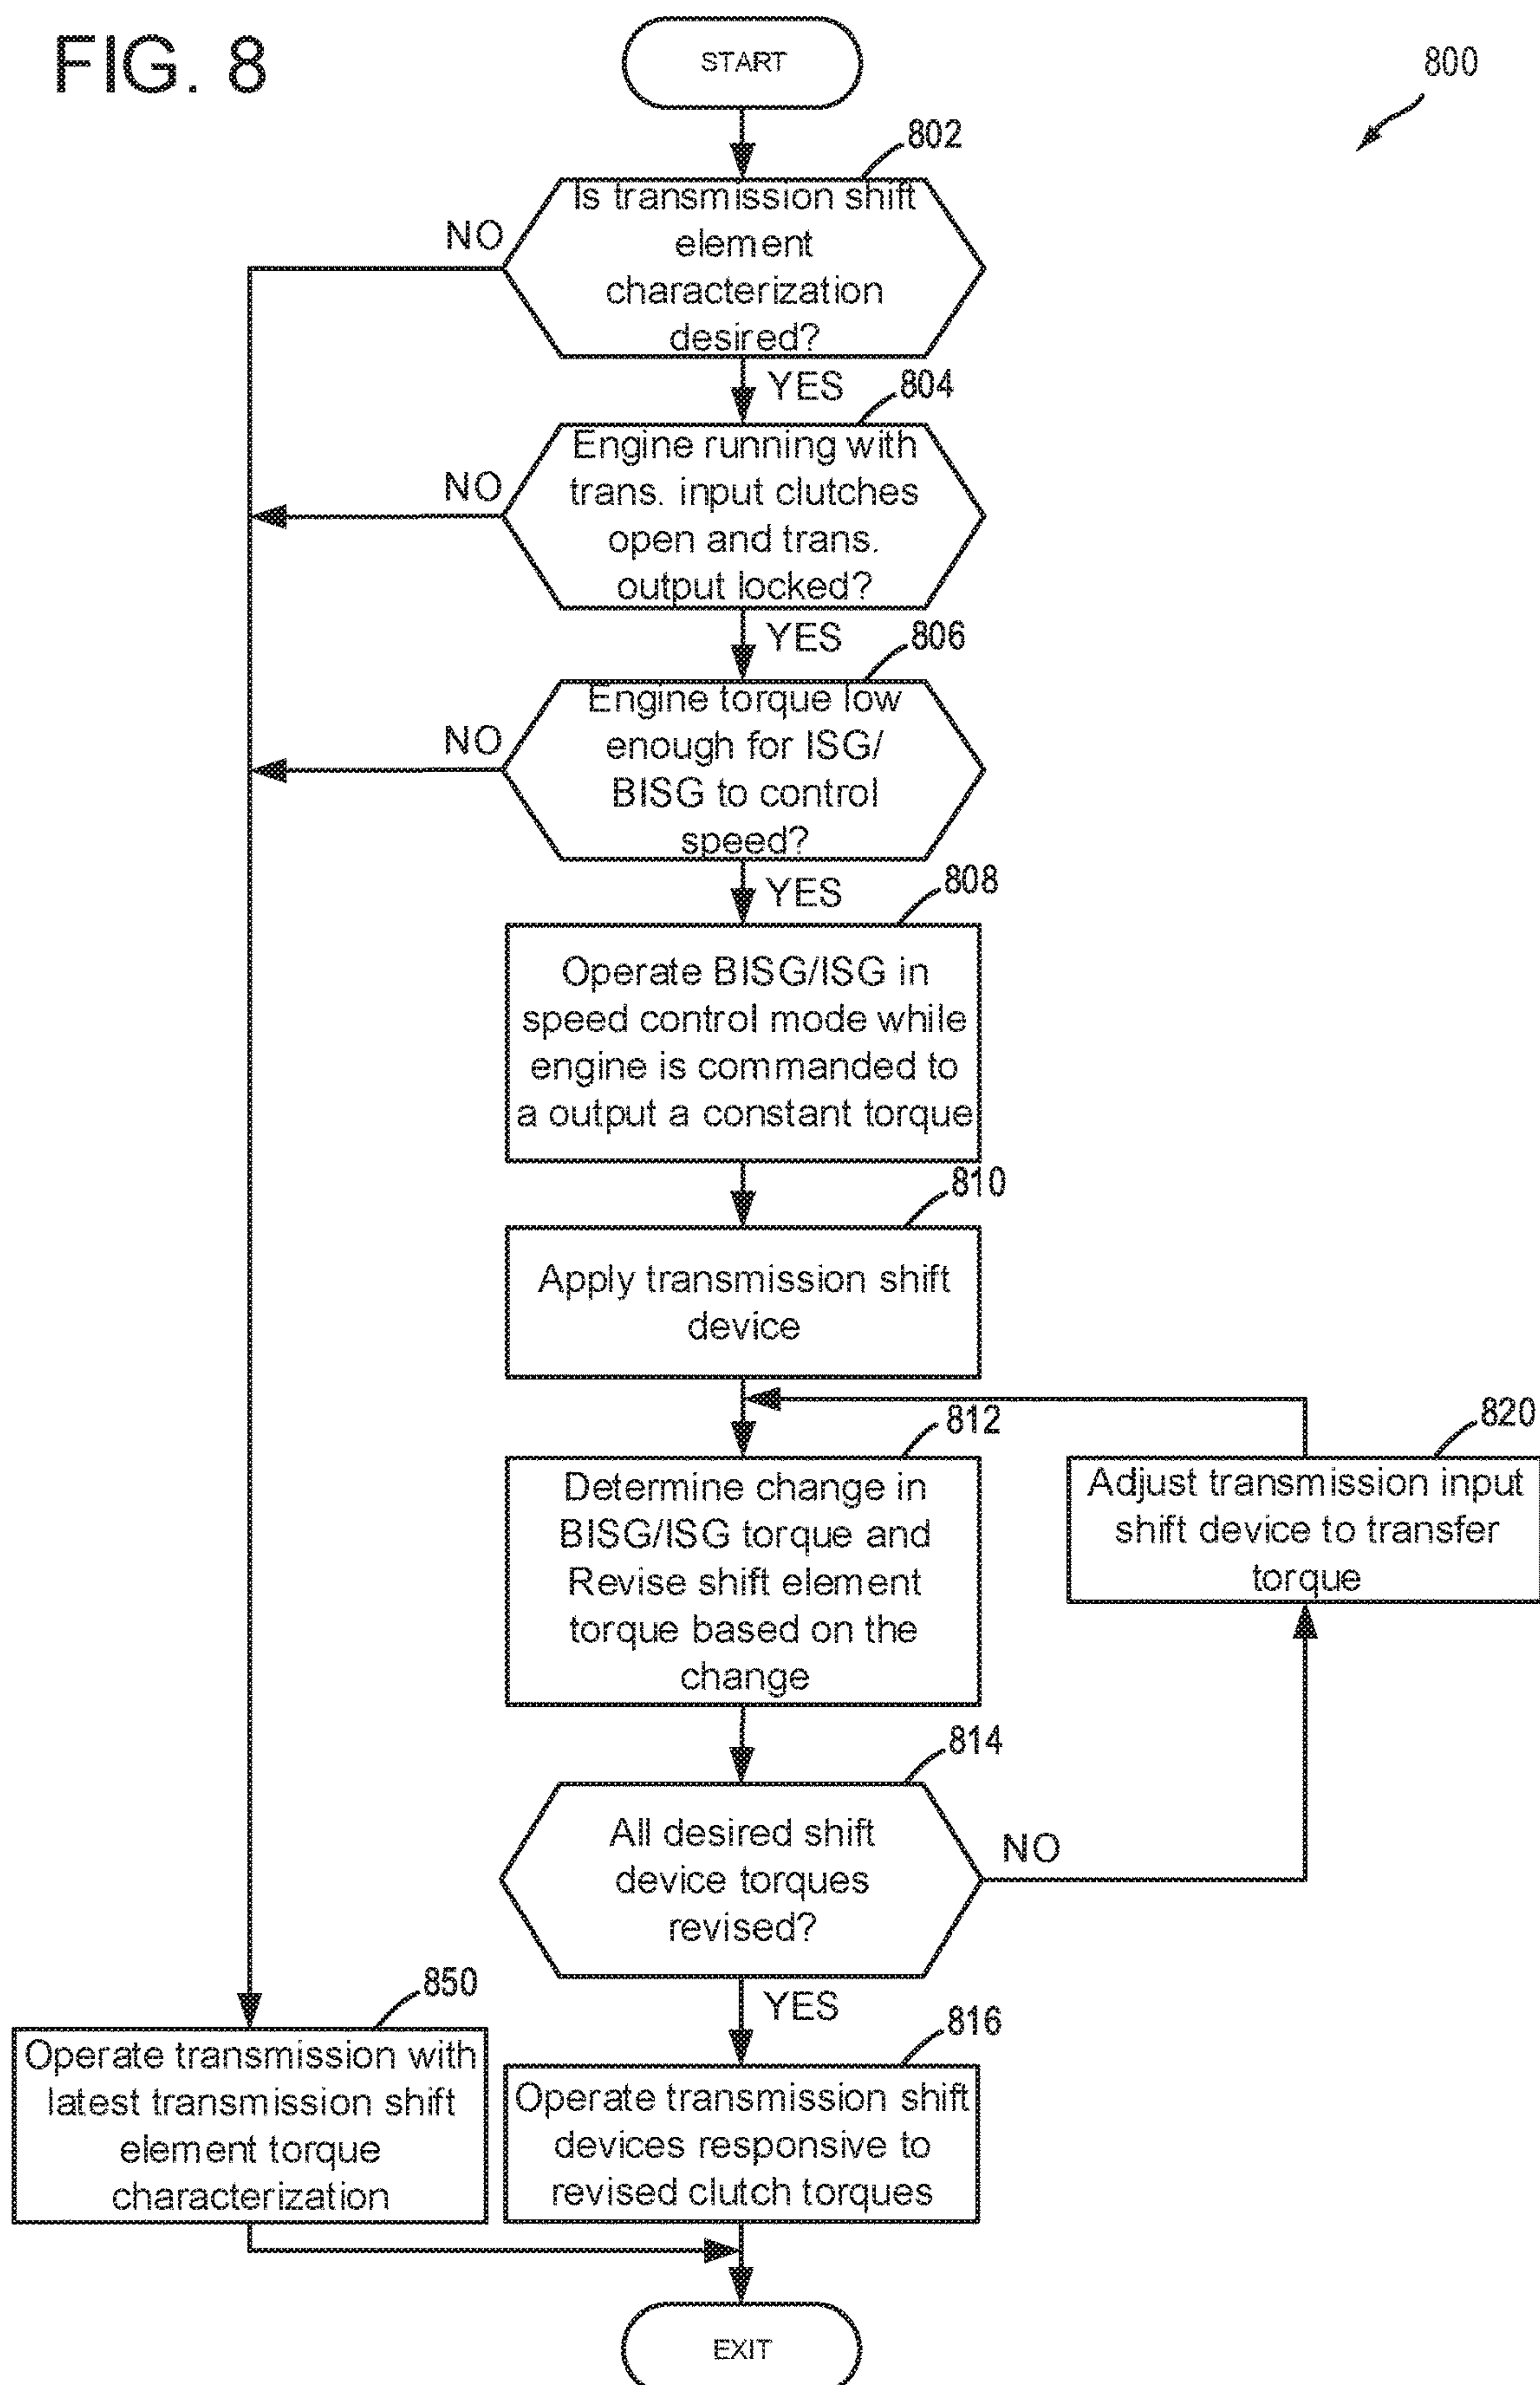 FIG. 8
START
800
802
Is transmission shift
element
characterization
desired?
NO
YES
804
Engine running with
trans. input clutches
open and trans.
output locked?
NO
YES
806
Engine torque low
enough for ISG/
BISG to control
speed?
NO
YES
808
Operate BISG/ISG in
speed control mode while
engine is commanded to
a output a constant torque
810
Apply transmission shift
device
812
Determine change in
BISG/ISG torque and
Revise shift element
torque based on the
change
820
Adjust transmission input
shift device to transfer
torque
814
All desired shift
device torques
revised?
NO
YES
850
Operate transmission with
latest transmission shift
element torque
characterization
816
Operate transmission shift
devices responsive to
revised clutch torques
EXIT